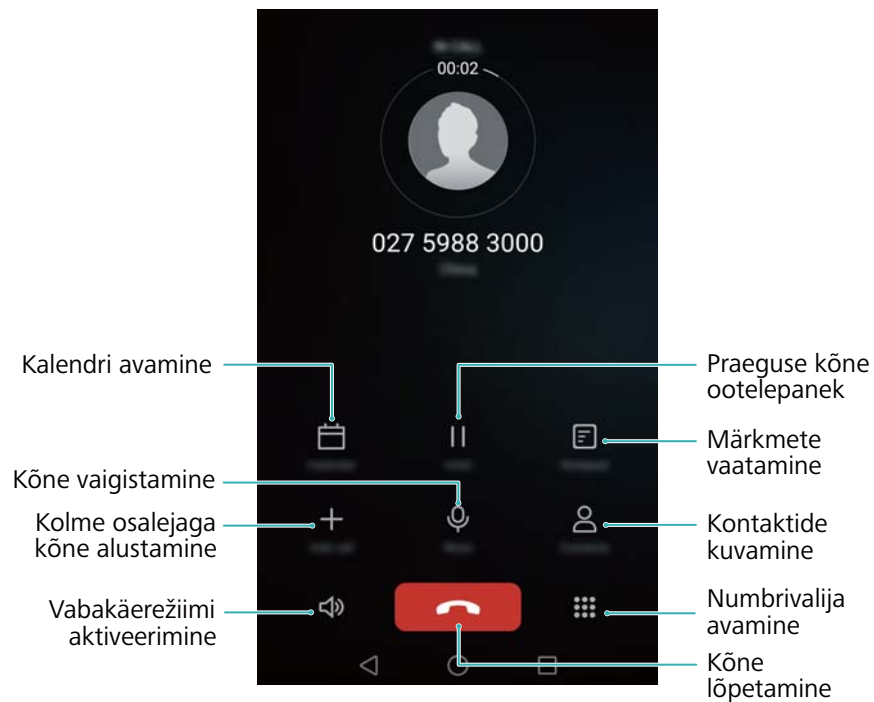 00:02
027 5988 3000
Kalendri avamine
Praeguse kõne
ootelepanek
Märkmete
vaatamine
Kõne vaigistamine
Kolme osalejaga
kõne alustamine
Kontaktide
kuvamine
Vabakäerežiimi
aktiveerimine
Numbrivalija
avamine
Kõne
lõpetamine